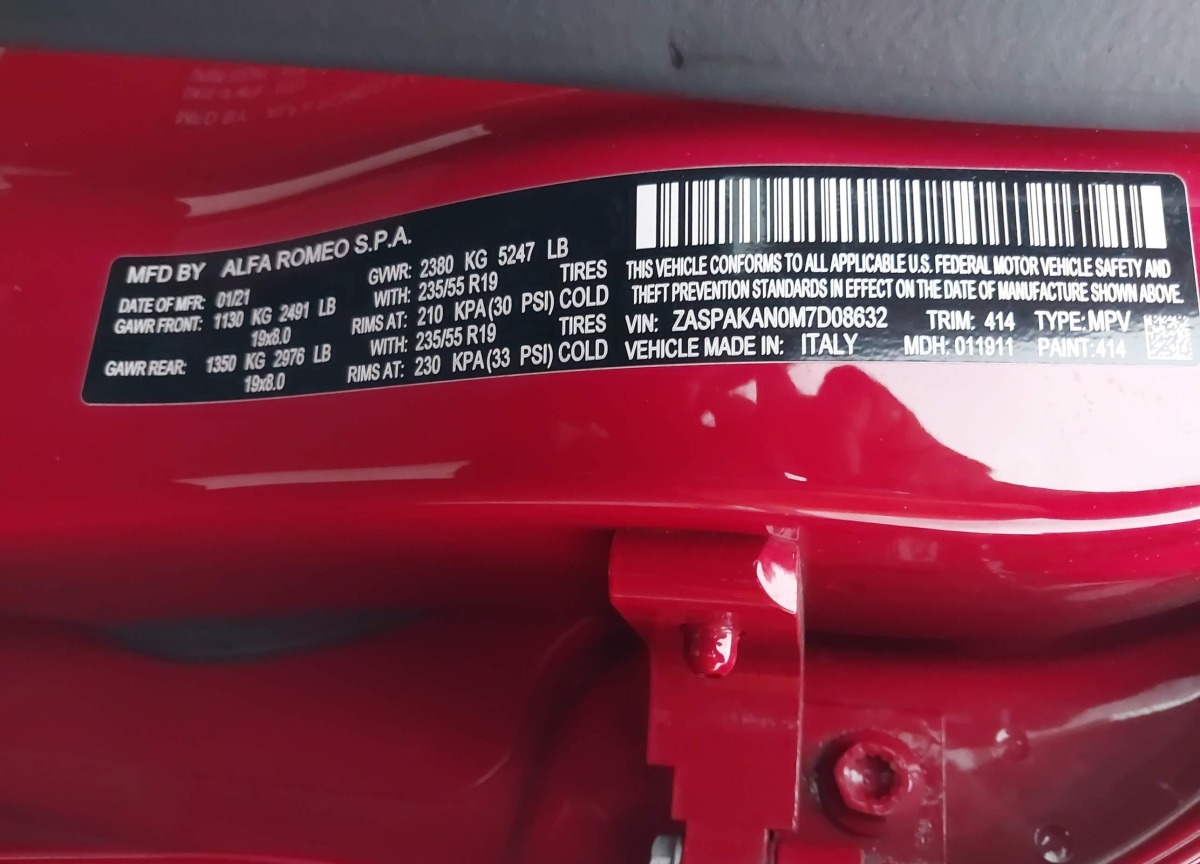 MFD BY ALFA ROMEO S.P.A.
DATE OF MFR: 01/21 GVWR: 2380 KG 5247 LB
GAWR FRONT: 1130 KG 2491 LB WITH: 235/55 R19 TIRES
19x8.0 RIMS AT: 210 KPA(30 PSI) COLD
GAWR REAR: 1350 KG 2976 LB WITH: 235/55 R19 TIRES
19x8.0 RIMS AT: 230 KPA(33 PSI) COLD
THIS VEHICLE CONFORMS TO ALL APPLICABLE U.S. FEDERAL MOTOR VEHICLE SAFETY AND
THEFT PREVENTION STANDARDS IN EFFECT ON THE DATE OF MANUFACTURE SHOWN ABOVE.
VIN: ZASPAKAN0M7D08632 TRIM: 414 TYPE:MPV
VEHICLE MADE IN: ITALY MDH: 011911 PAINT:414